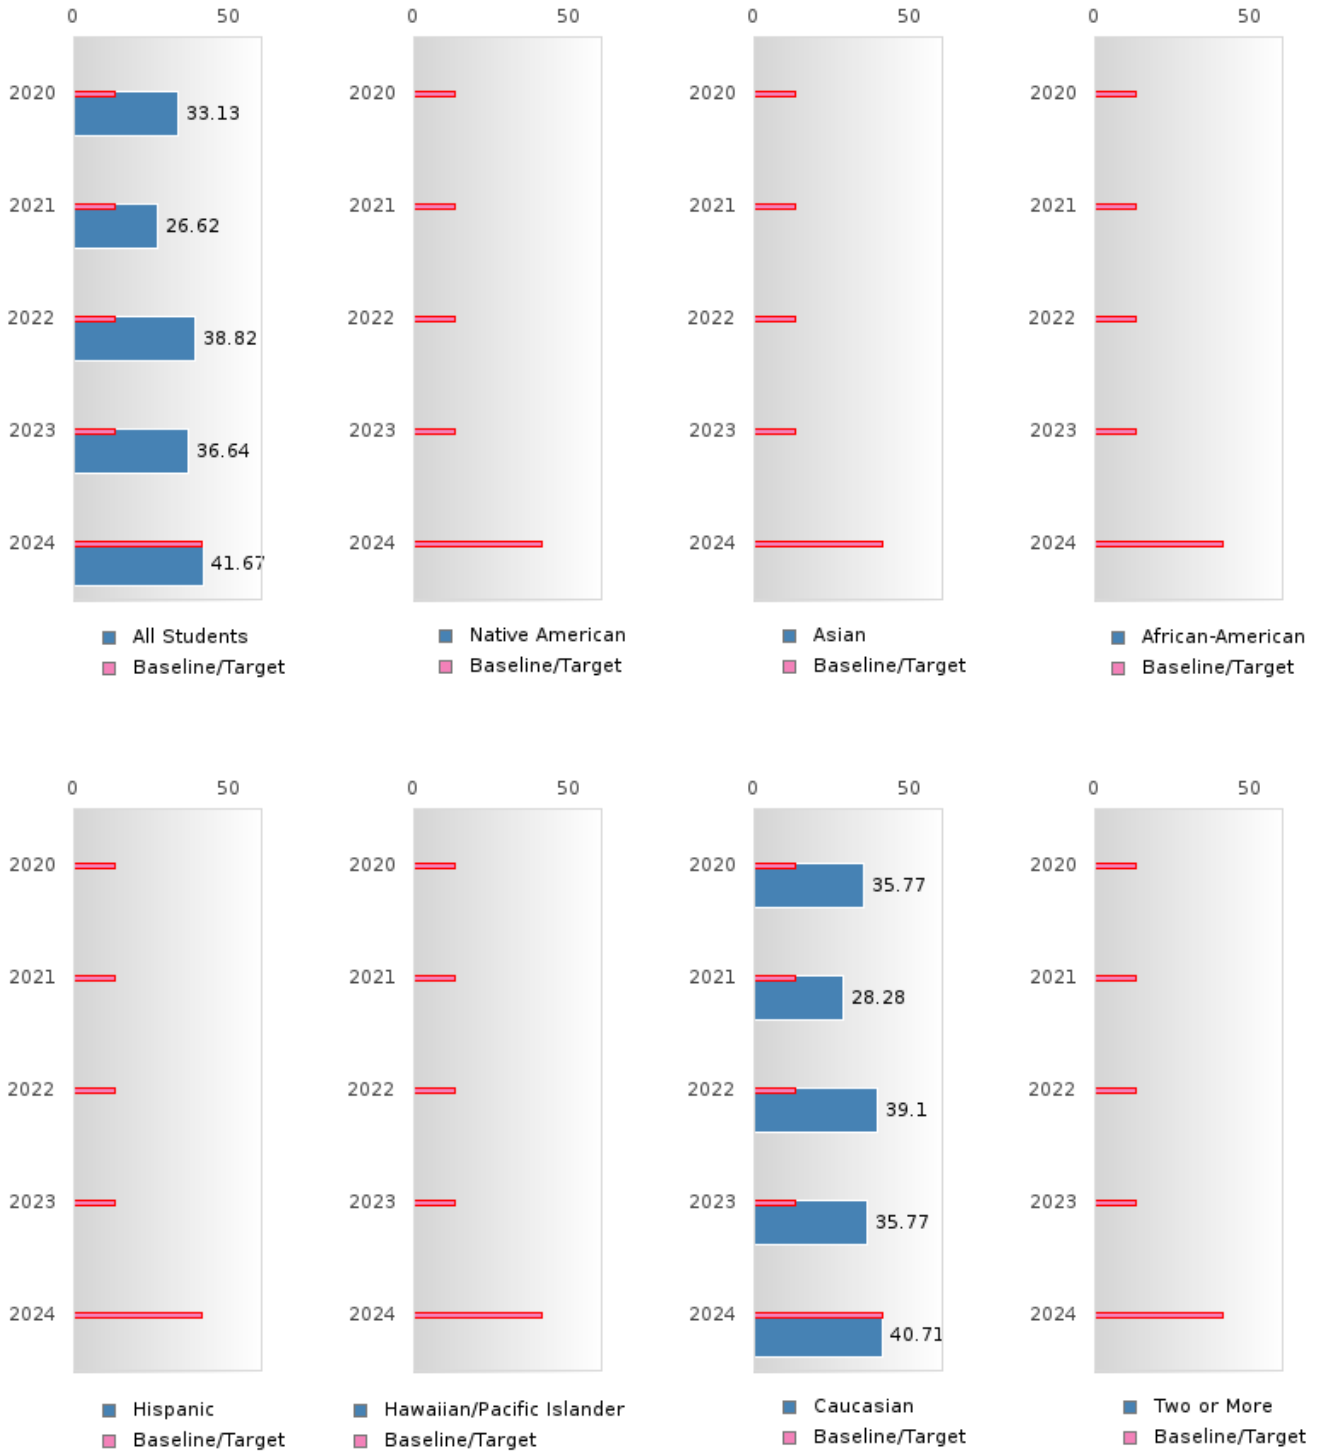 0 50 0 50 0 50 0 50
2020 33.13 2020 2020 2020
2021 26.62 2021 2021 2021
2022 38.82 2022 2022 2022
2023 36.64 2023 2023 2023
2024 41.67 2024 2024 2024
All Students Native American Asian African-American
Baseline/Target Baseline/Target Baseline/Target Baseline/Target
0 50 0 50 0 50 0 50
2020 2020 2020 35.77 2020
2021 2021 2021 28.28 2021
2022 2022 2022 39.1 2022
2023 2023 2023 35.77 2023
2024 2024 2024 40.71 2024
Hispanic Hawaiian/Pacific Islander Caucasian Two or More
Baseline/Target Baseline/Target Baseline/Target Baseline/Target